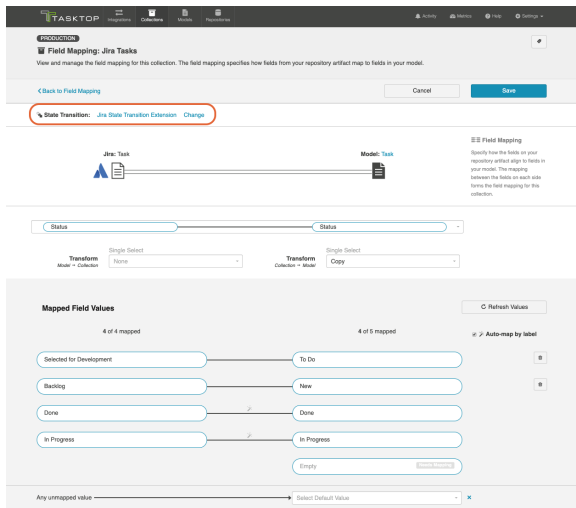 TASKTOP
Integrations
Collections
Models
Repositories
Activity
Metrics
Help
Settings
PRODUCTION
Field Mapping: Jira Tasks
View and manage the field mapping for this collection. The field mapping specifies how fields from your repository artifact map to fields in your model.
Back to Field Mapping
Cancel
Save
State Transition: Jira State Transition Extension Change
Field Mapping
Specify how the fields on your
repository artifact align to fields in
your model. The mapping
between the fields on each side
forms the field mapping for this
collection.
Jira: Task
Model: Task
Status
Status
Single Select
Single Select
Transform
Model → Collection
None
Transform
Collection → Model
Copy
Mapped Field Values
Refresh Values
4 of 4 mapped
4 of 5 mapped
Auto-map by label
Selected for Development
To Do
Backlog
New
Done
Done
In Progress
In Progress
Empty
Any unmapped value
Select Default Value